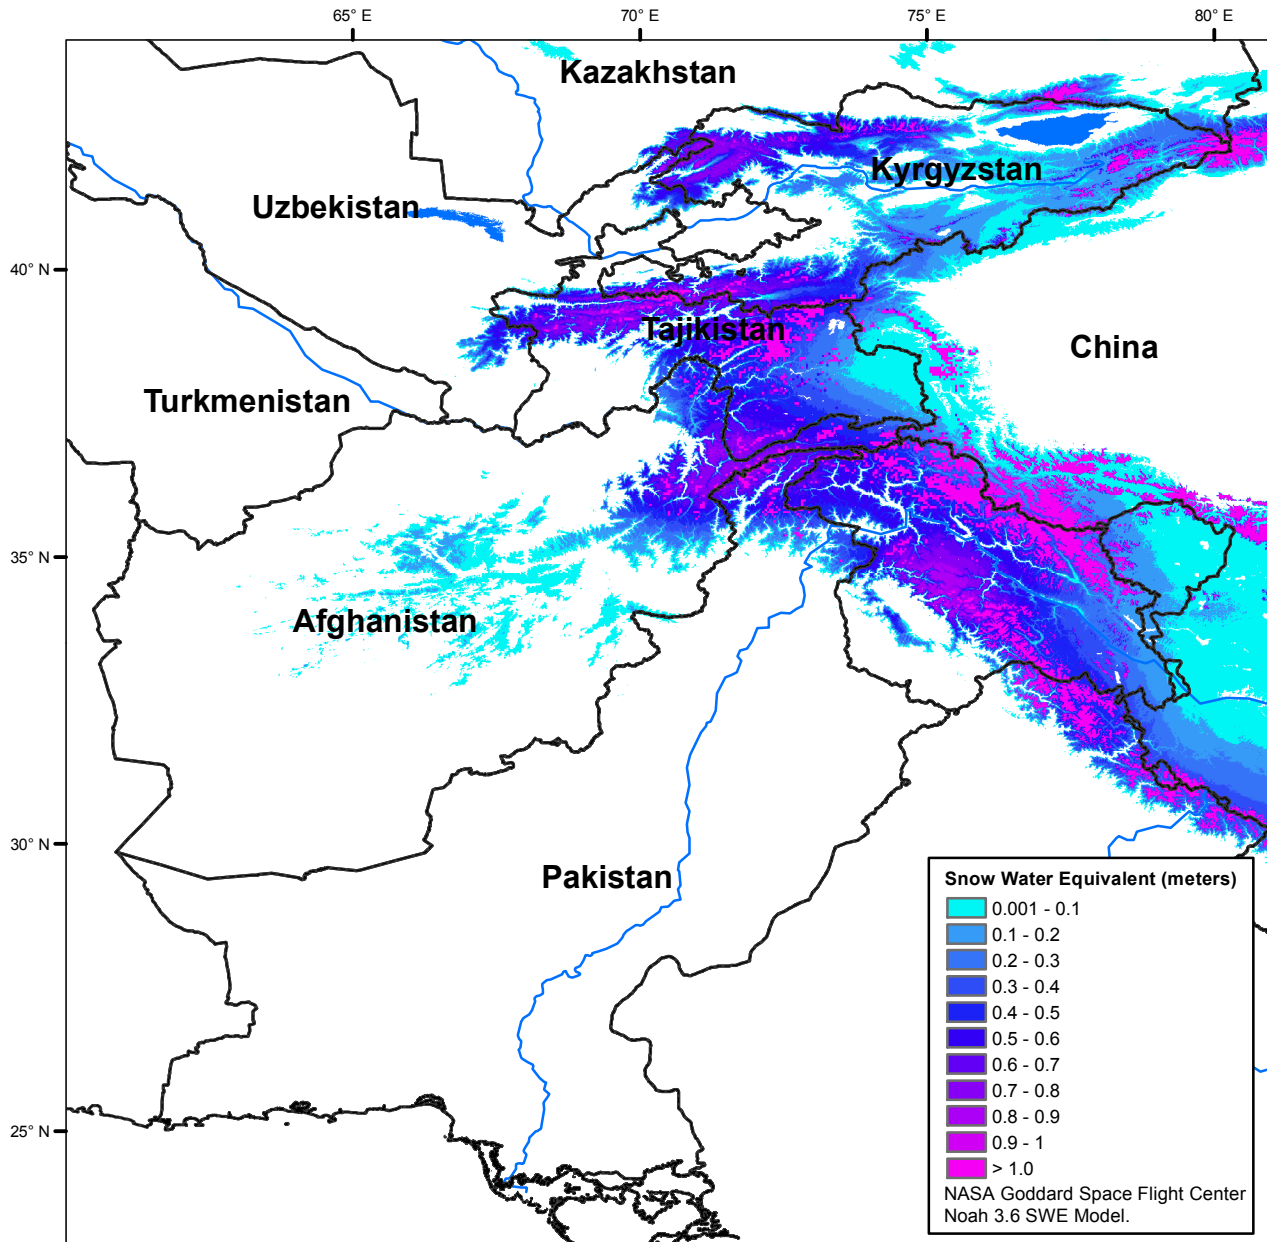 65° E
70° E
75° E
80° E
Kazakhstan
Kyrgyzstan
Uzbekistan
40° N
Tajikistan
China
Turkmenistan
35° N
Afghanistan
30° N
Pakistan
25° N
Snow Water Equivalent (meters)
0.001 - 0.1
0.1 - 0.2
0.2 - 0.3
0.3 - 0.4
0.4 - 0.5
0.5 - 0.6
0.6 - 0.7
0.7 - 0.8
0.8 - 0.9
0.9 - 1
> 1.0
NASA Goddard Space Flight Center
Noah 3.6 SWE Model.